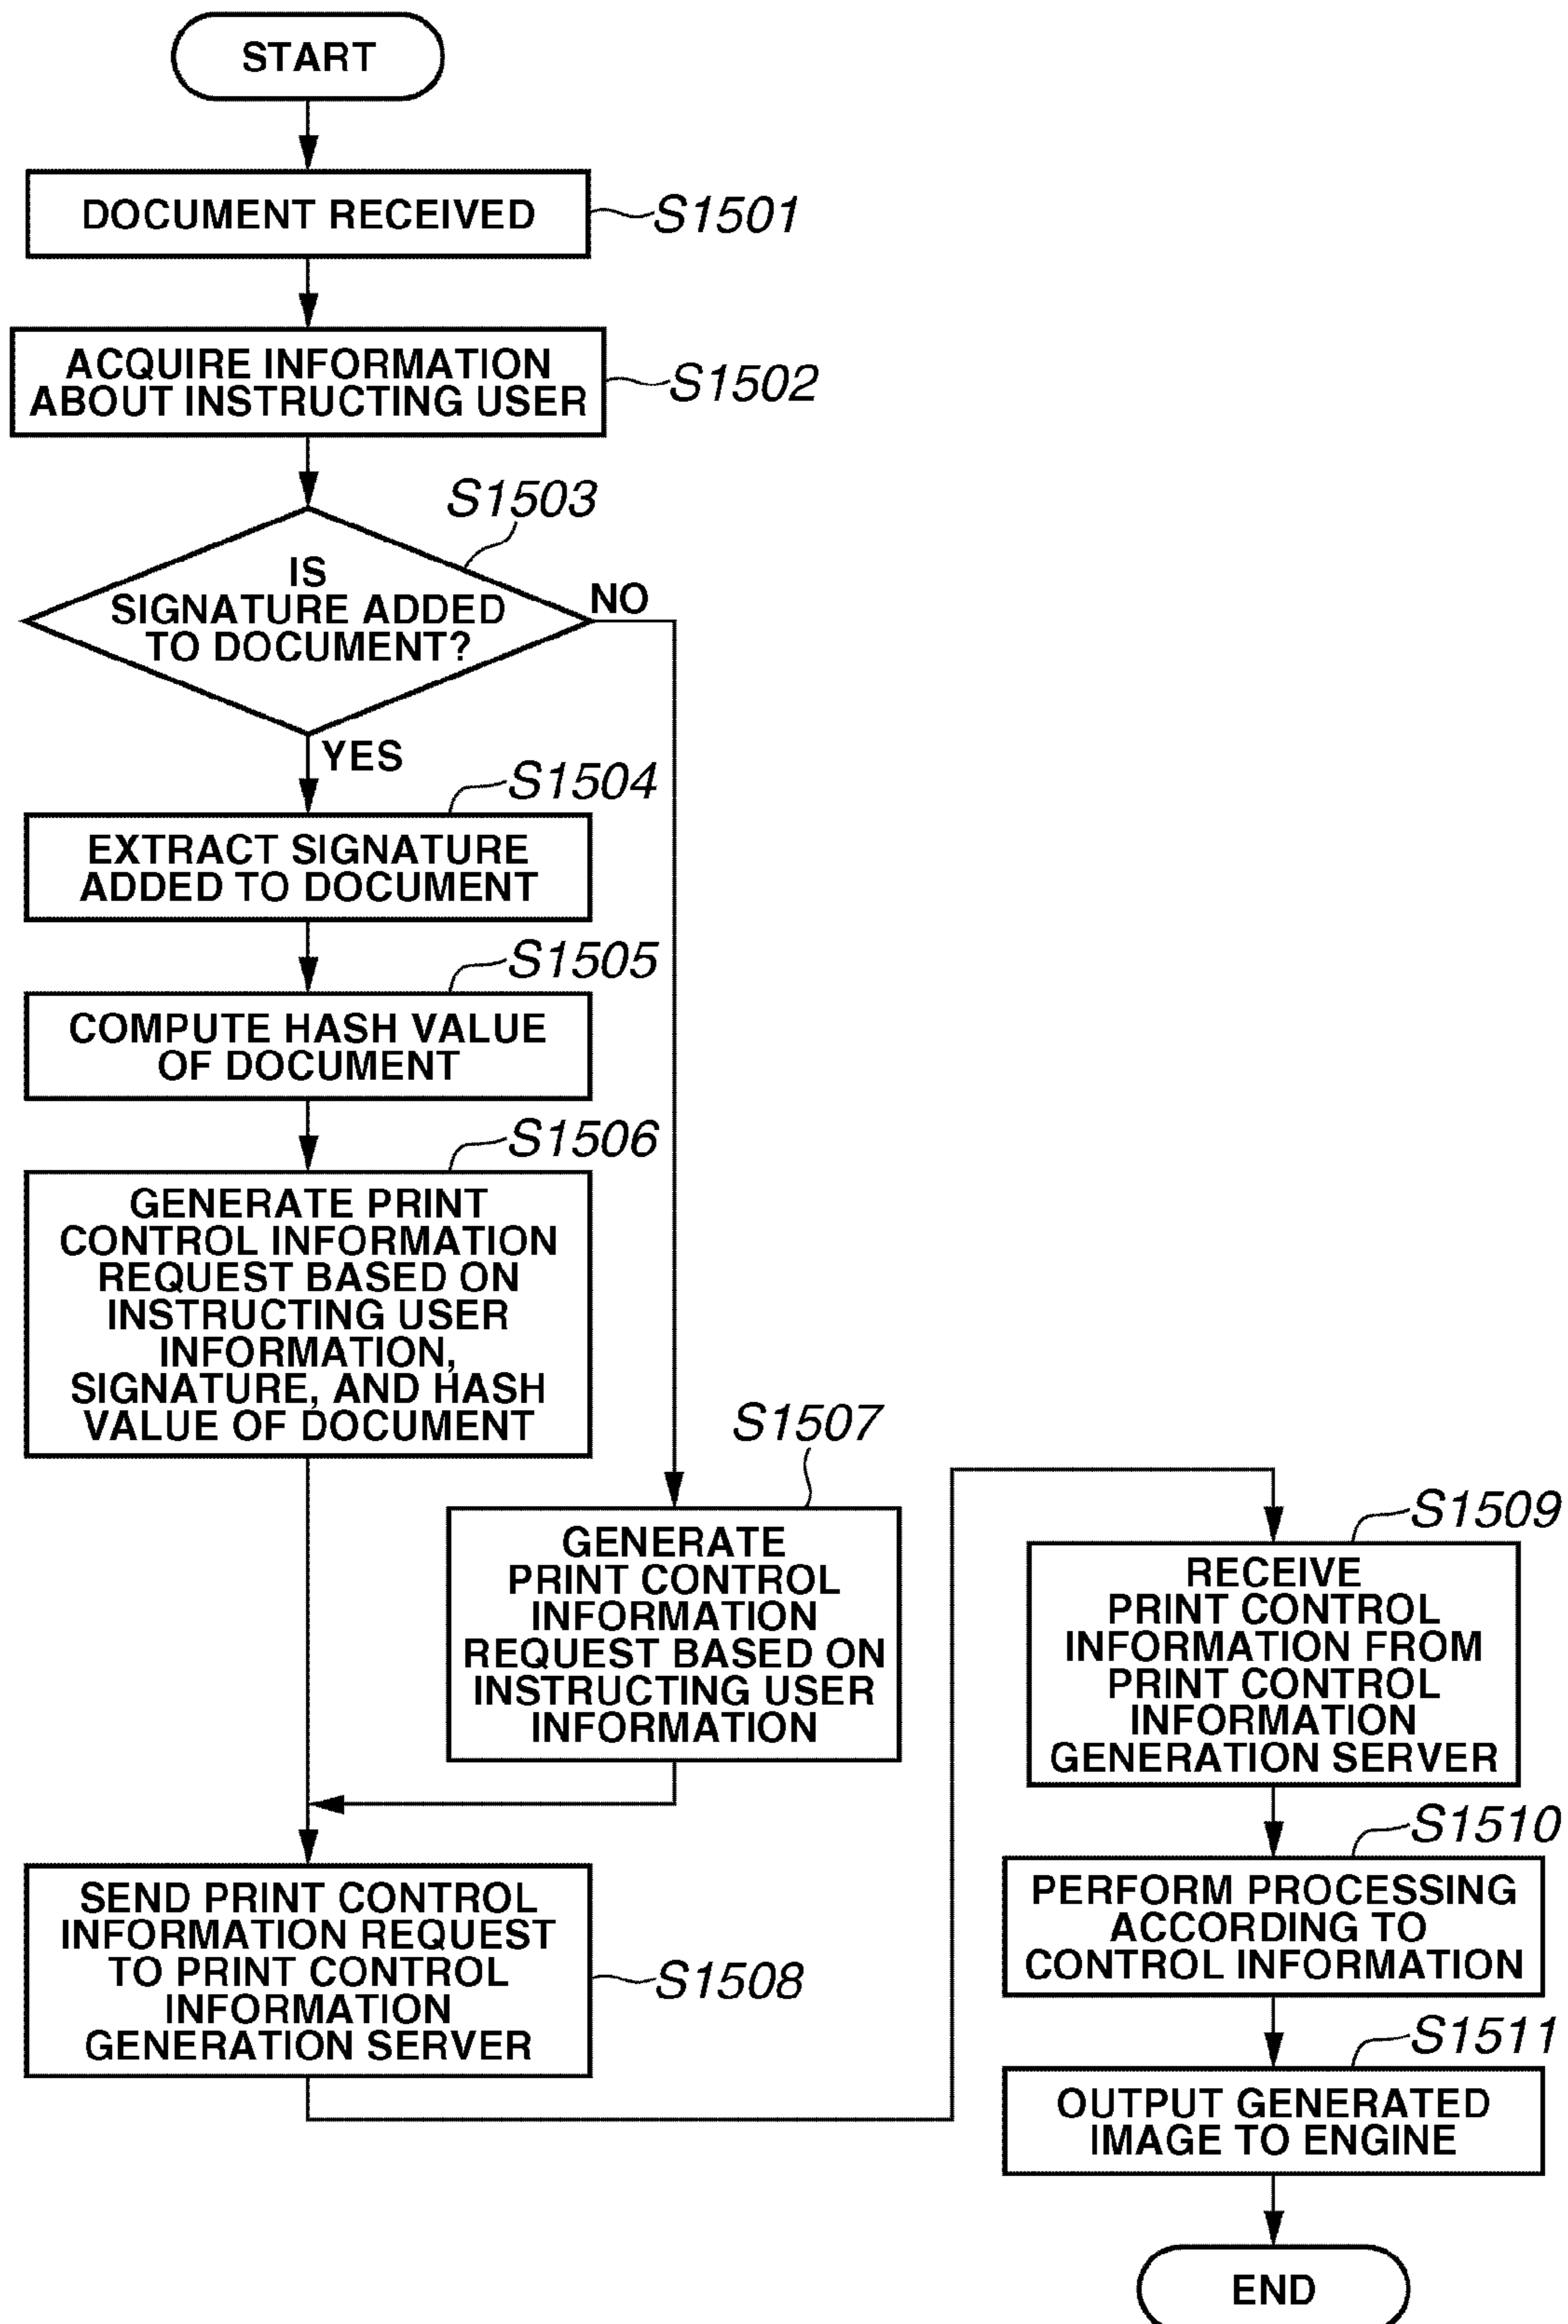 START
DOCUMENT RECEIVED
S1501
ACQUIRE INFORMATION
ABOUT INSTRUCTING USER
S1502
S1503
IS
SIGNATURE ADDED
TO DOCUMENT?
NO
YES
S1504
EXTRACT SIGNATURE
ADDED TO DOCUMENT
S1505
COMPUTE HASH VALUE
OF DOCUMENT
S1506
GENERATE PRINT
CONTROL INFORMATION
REQUEST BASED ON
INSTRUCTING USER
INFORMATION,
SIGNATURE, AND HASH
VALUE OF DOCUMENT
S1507
GENERATE
PRINT CONTROL
INFORMATION
REQUEST BASED ON
INSTRUCTING USER
INFORMATION
SEND PRINT CONTROL
INFORMATION REQUEST
TO PRINT CONTROL
INFORMATION
GENERATION SERVER
S1508
S1509
RECEIVE
PRINT CONTROL
INFORMATION FROM
PRINT CONTROL
INFORMATION
GENERATION SERVER
S1510
PERFORM PROCESSING
ACCORDING TO
CONTROL INFORMATION
S1511
OUTPUT GENERATED
IMAGE TO ENGINE
END